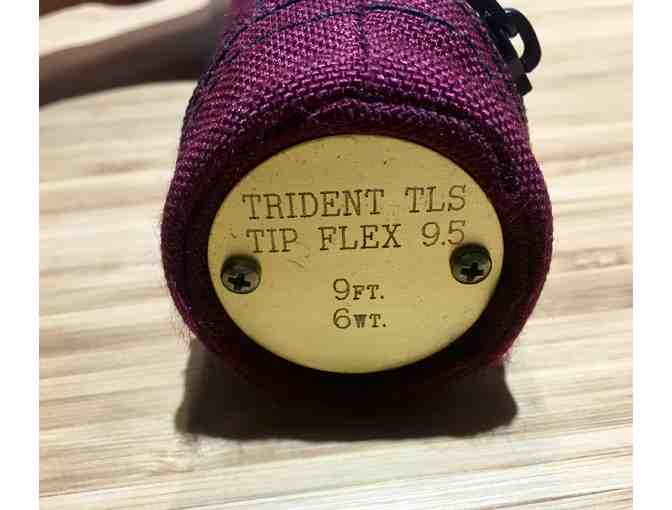 TRIDENT TLS
TIP FLEX 9.5
9FT.
6WT.